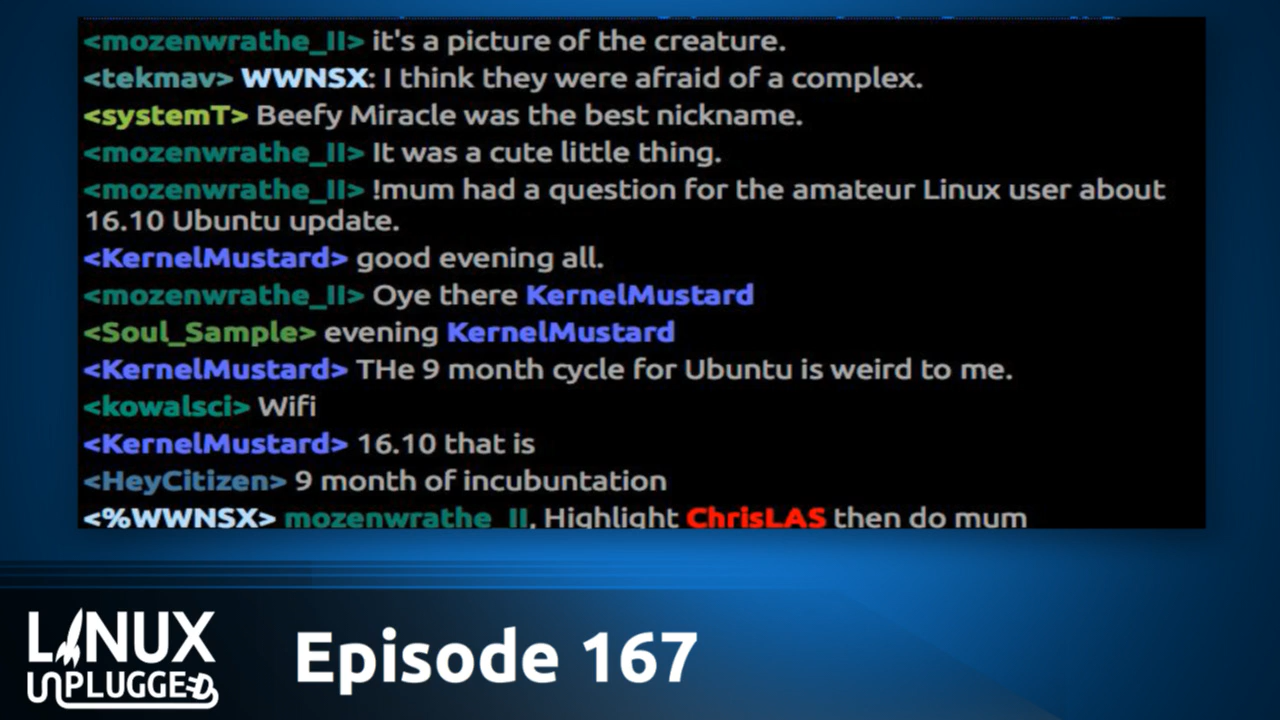 <mozenwrathe_II> it's a picture of the creature.
<tekmav> WWNSX: I think they were afraid of a complex.
<systemT> Beefy Miracle was the best nickname.
<mozenwrathe_II> It was a cute little thing.
<mozenwrathe_II> !mum had a question for the amateur Linux user about
16.10 Ubuntu update.
<KernelMustard> good evening all.
<mozenwrathe_II> Oye there KernelMustard
<Soul_Sample> evening KernelMustard
<KernelMustard> THe 9 month cycle for Ubuntu is weird to me.
<kowalsci> Wifi
<KernelMustard> 16.10 that is
<HeyCitizen> 9 month of incubuntation
<%WWNSX> mozenwrathe_II, Highlight ChrisLAS then do mum
LINUX
UNPLUGGED
Episode 167